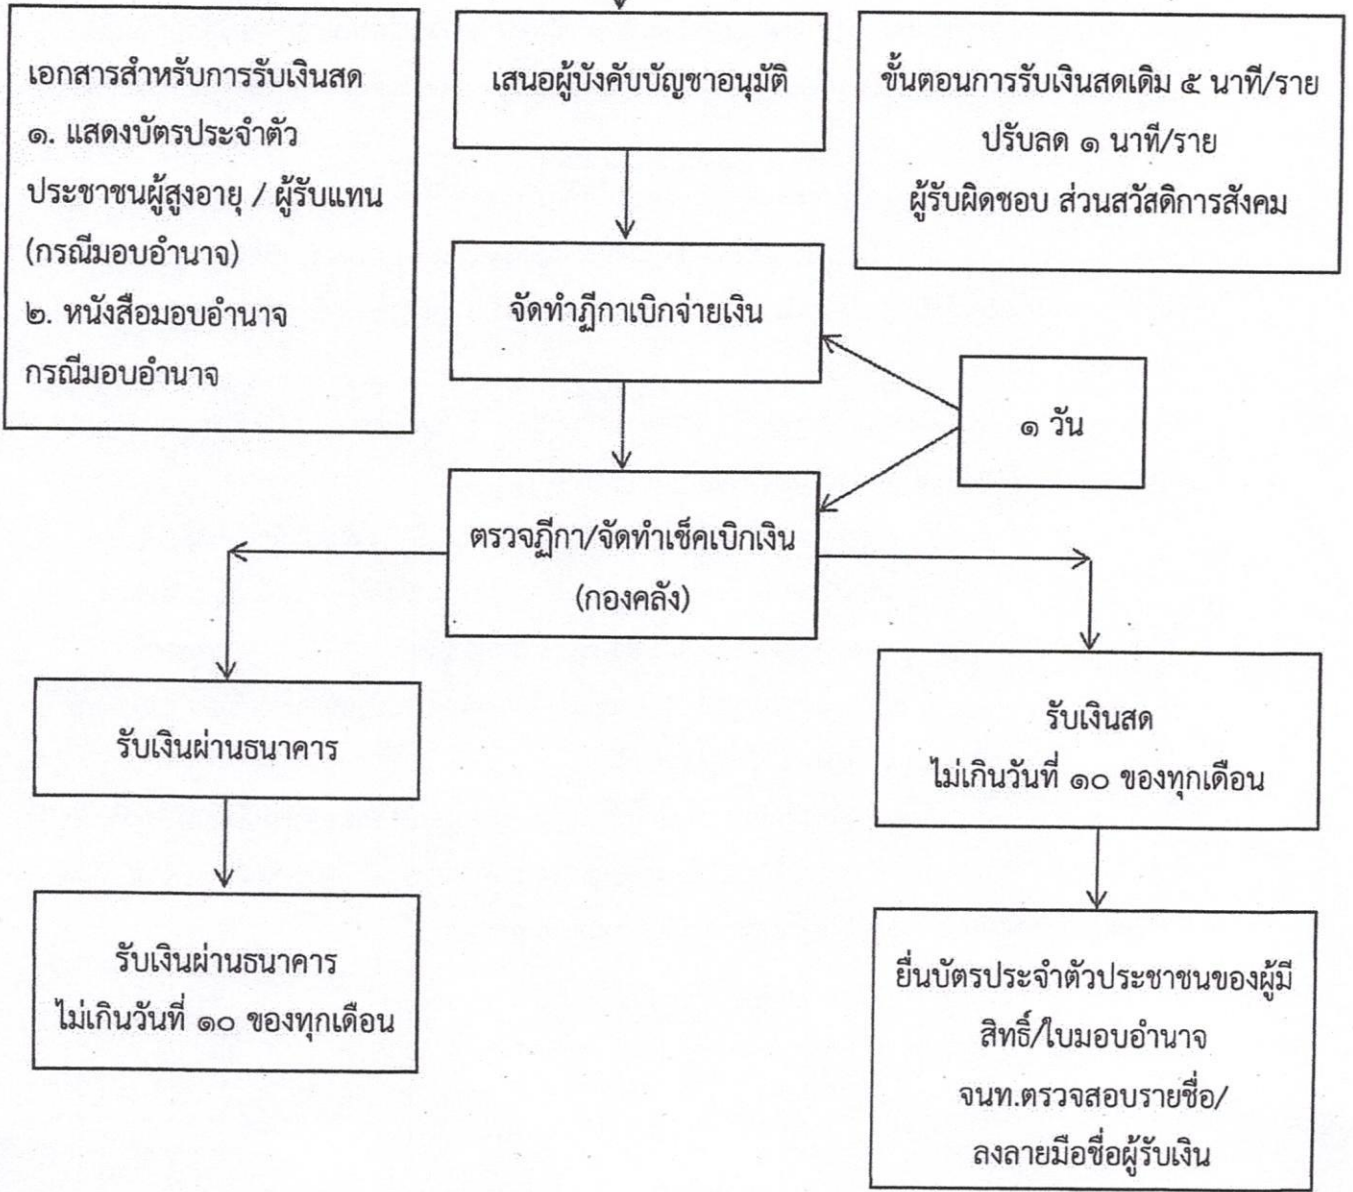 เอกสารสำหรับการรับเงินสด
๑. แสดงบัตรประจำตัว
ประชาชนผู้สูงอายุ / ผู้รับแทน
(กรณีมอบอำนาจ)
๒. หนังสือมอบอำนาจ
กรณีมอบอำนาจ
เสนอผู้บังคับบัญชาอนุมัติ
ขั้นตอนการรับเงินสดเดิม ๕ นาที/ราย
ปรับลด ๑ นาที/ราย
ผู้รับผิดชอบ ส่วนสวัสดิการสังคม
จัดทำฎีกาเบิกจ่ายเงิน
๑ วัน
ตรวจฎีกา/จัดทำเช็คเบิกเงิน
(กองคลัง)
รับเงินผ่านธนาคาร
รับเงินสด
ไม่เกินวันที่ ๑๐ ของทุกเดือน
รับเงินผ่านธนาคาร
ไม่เกินวันที่ ๑๐ ของทุกเดือน
ยื่นบัตรประจำตัวประชาชนของผู้มี
สิทธิ์/ใบมอบอำนาจ
จนท.ตรวจสอบรายชื่อ/
ลงลายมือชื่อผู้รับเงิน